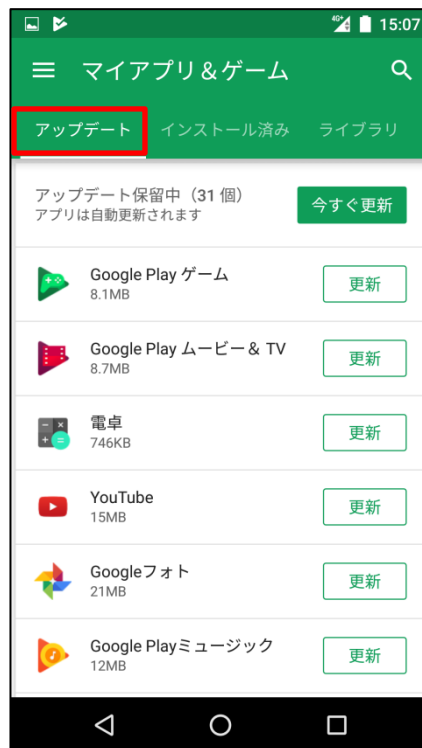 4G+ 15:07
マイアプリ＆ゲーム
アップデート インストール済み ライブラリ
アップデート保留中（31 個）
アプリは自動更新されます
今すぐ更新
Google Play ゲーム
8.1MB
更新
Google Play ムービー＆ TV
8.7MB
更新
電卓
746KB
更新
YouTube
15MB
更新
Googleフォト
21MB
更新
Google Playミュージック
12MB
更新